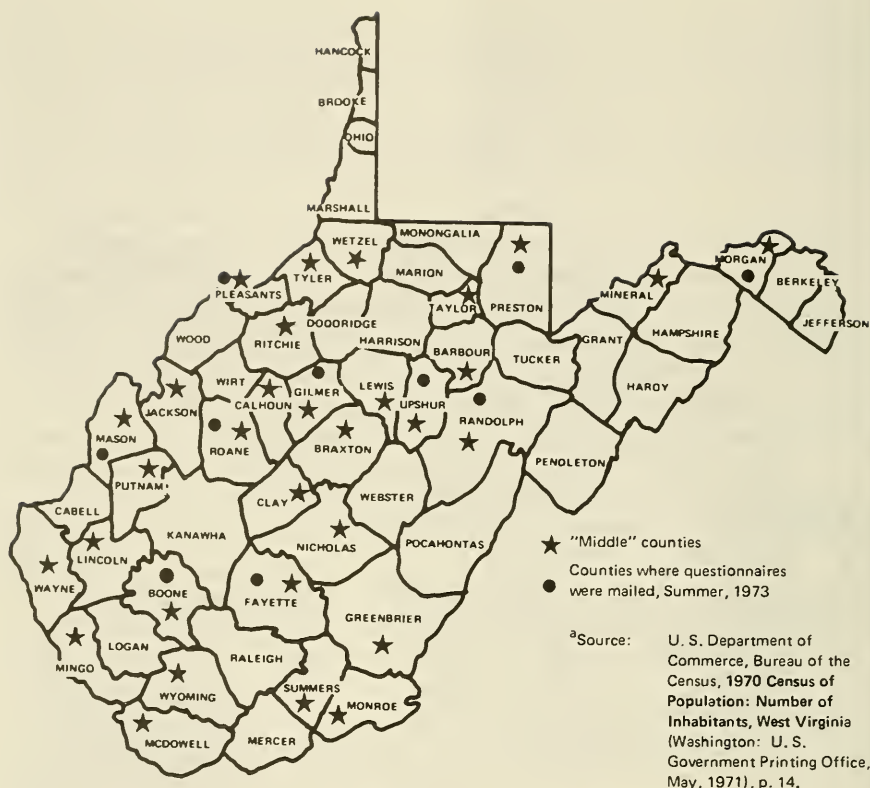 HANCOCK
BROOKE
OHIO
MARSHALL
WETZEL
MONONGALIA
MARION
TYLER
PLEASANTS
TAYLOR
PRESTON
MORGAN
BERKELEY
JEFFERSON
MINERAL
HAMPSHIRE
GRANT
HARDY
WOOD
RITCHIE
DODDRIDGE
HARRISON
BARBOUR
TUCKER
WIRT
CALHOUN
GILMER
LEWIS
UPSHUR
RANDOLPH
JACKSON
MASON
ROANE
BRAXTON
PENDLETON
PUTNAM
CLAY
WEBSTER
CABELL
KANAWHA
NICHOLAS
POCAHONTAS
WAYNE
LINCOLN
BOONE
FAYETTE
GREENBRIER
MINGO
LOGAN
RALEIGH
WYOMING
SUMMERS
MONROE
MCDOWELL
MERCER
"Middle" counties
Counties where questionnaires
were mailed, Summer, 1973
aSource: U. S. Department of
Commerce, Bureau of the
Census, 1970 Census of
Population: Number of
Inhabitants, West Virginia
(Washington: U. S.
Government Printing Office,
May, 1971), p. 14.